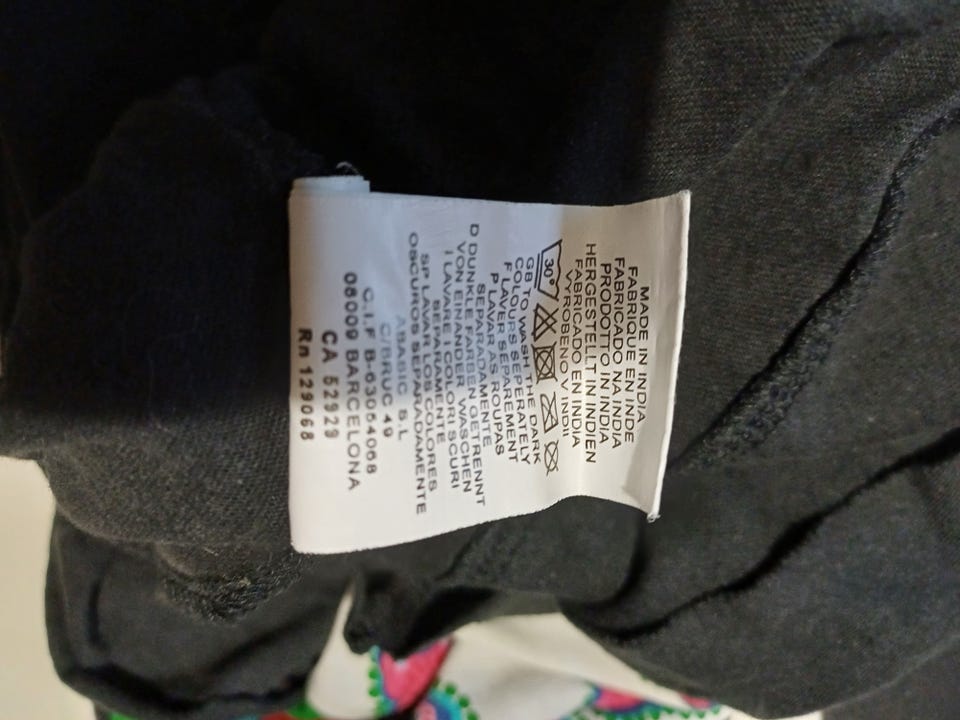 MADE IN INDIA
FABRIQUE EN INDE
FABRICADO NA INDIA
PRODOTTO IN INDIA
HERGESTELLT IN INDIEN
FABRICADO EN INDIA
VYROBENO V INDII
30°
GB TO WASH THE DARK
COLOURS SEPERATELY
F LAVER SEPAREMENT
P LAVAR AS ROUPAS
SEPARADAMENTE
D DUNKLE FARBEN GETRENNT
VON EINANDER WASCHEN
I LAVARE I COLORI SCURI
SEPARAMENTE
SP LAVAR LOS COLORES
OSCUROS SEPARADAMENTE
ABASIC S.L
C/BRUC 49
C.I.F B-63054068
08009 BARCELONA
CA 52929
Rn 129068